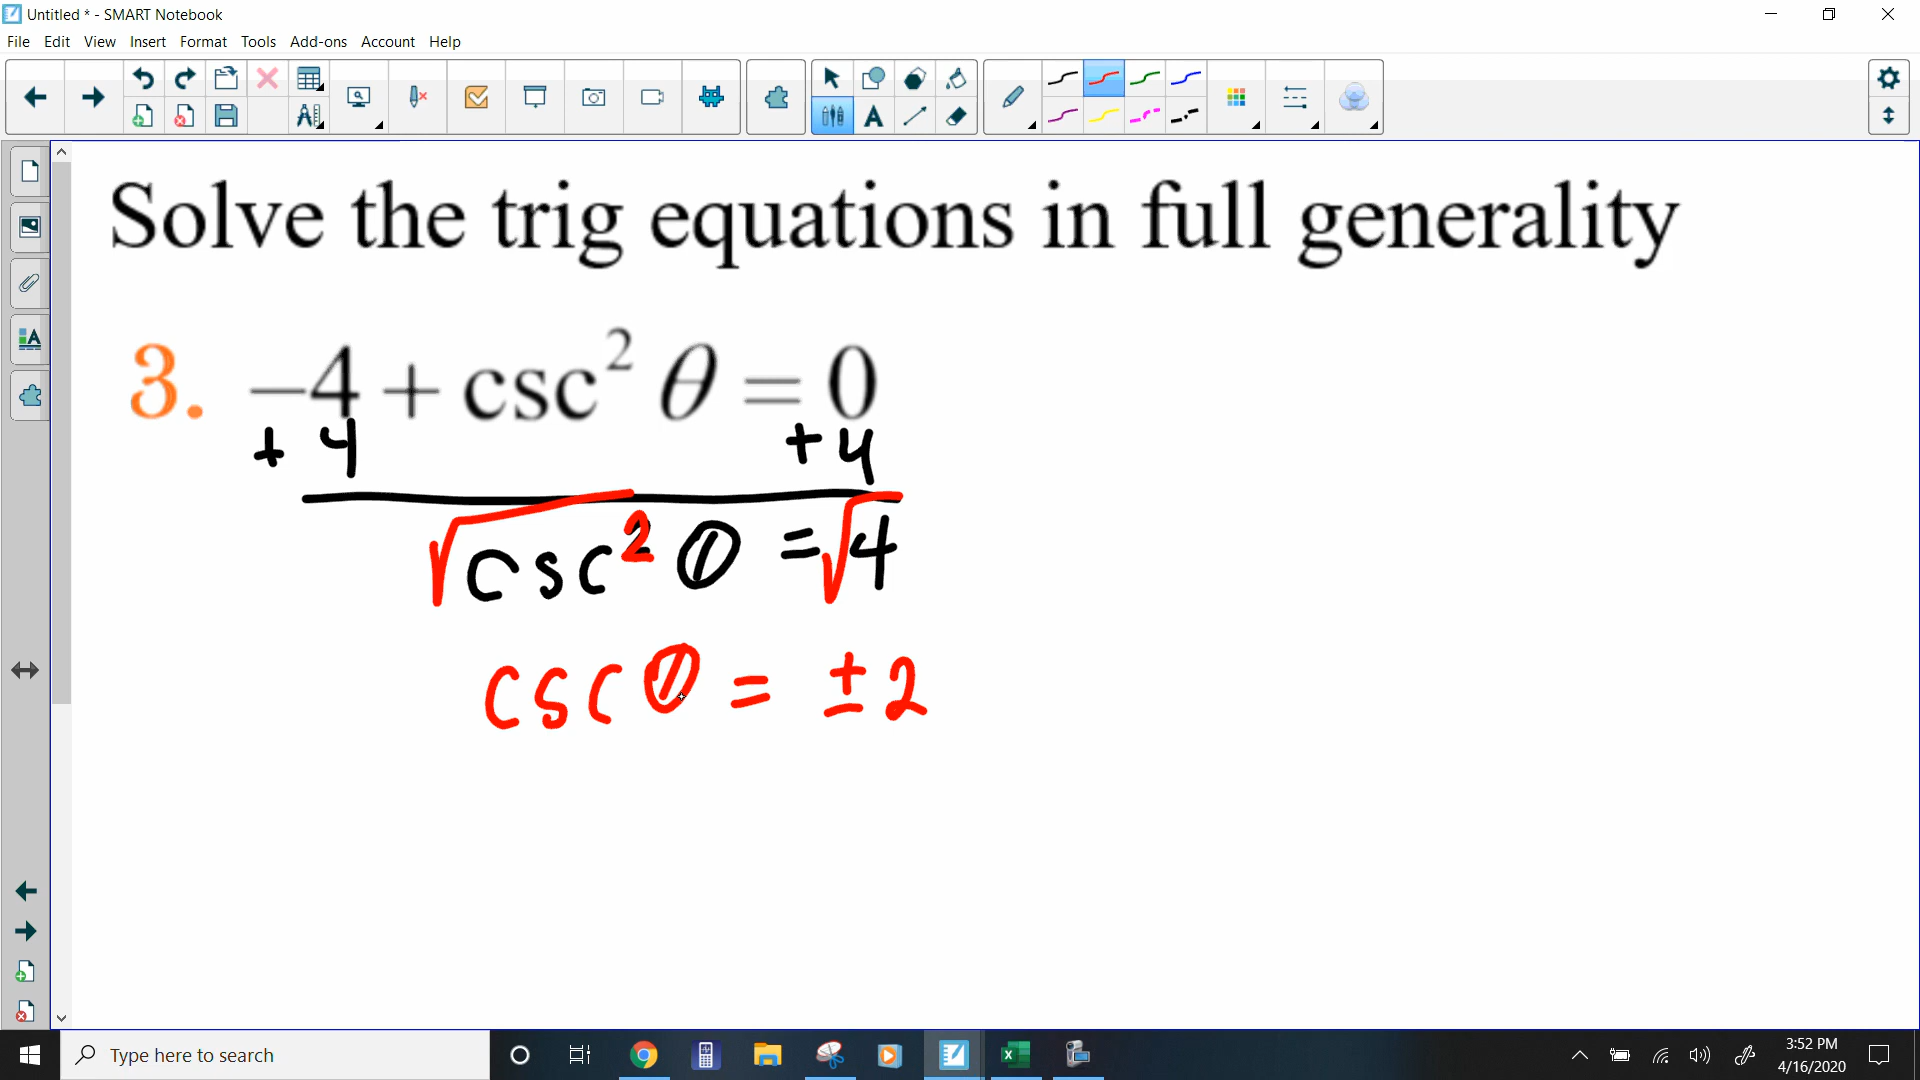 Untitled * - SMART Notebook
File Edit View Insert Format Tools Add-ons Account Help
Solve the trig equations in full generality
3. −4 + csc² θ = 0
+ 4 + 4
√csc² θ = √4
csc θ = ± 2
Type here to search
3:52 PM
4/16/2020